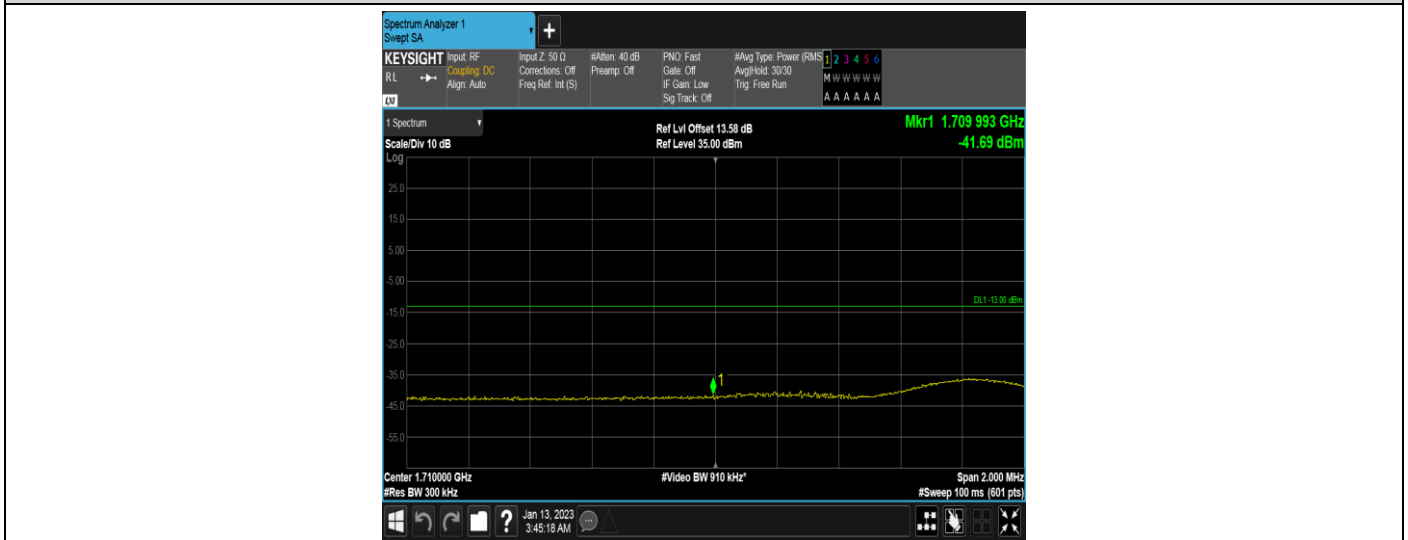 Spectrum Analyzer 1
Swept SA
+
KEYSIGHT
RL
LXI
Input: RF
Coupling: DC
Align: Auto
Input Z: 50 Ω
Corrections: Off
Freq Ref: Int (S)
#Atten: 40 dB
Preamp: Off
PNO: Fast
Gate: Off
IF Gain: Low
Sig Track: Off
#Avg Type: Power (RMS
Avg|Hold: 30/30
Trig: Free Run
1 2 3 4 5 6
M W W W W W
A A A A A A
1 Spectrum
Scale/Div 10 dB
Log
Ref Lvl Offset 13.58 dB
Ref Level 35.00 dBm
Mkr1 1.709 993 GHz
-41.69 dBm
25.0
15.0
5.00
-5.00
DL1 -13.00 dBm
-15.0
-25.0
-35.0
1
-45.0
-55.0
Center 1.710000 GHz
#Res BW 300 kHz
#Video BW 910 kHz*
Span 2.000 MHz
#Sweep 100 ms (601 pts)
?
Jan 13, 2023
3:45:18 AM